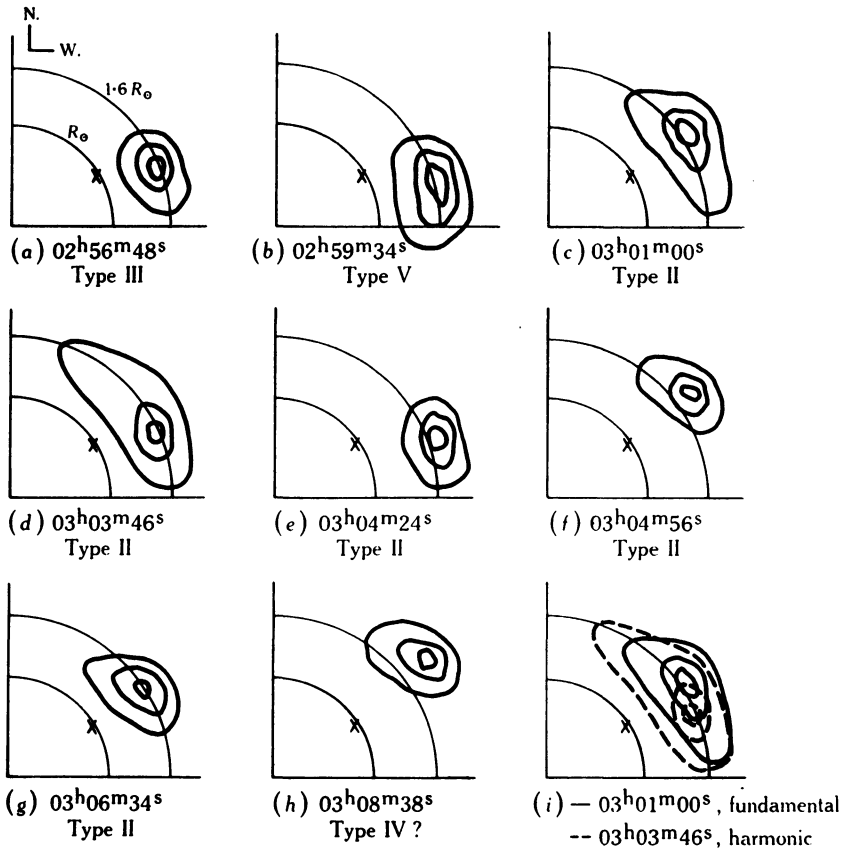 N.
W.
1·6 R☉
R☉
(a) 02ʰ56ᵐ48ˢ
Type III
(b) 02ʰ59ᵐ34ˢ
Type V
(c) 03ʰ01ᵐ00ˢ
Type II
(d) 03ʰ03ᵐ46ˢ
Type II
(e) 03ʰ04ᵐ24ˢ
Type II
(f) 03ʰ04ᵐ56ˢ
Type II
(g) 03ʰ06ᵐ34ˢ
Type II
(h) 03ʰ08ᵐ38ˢ
Type IV ?
(i) — 03ʰ01ᵐ00ˢ, fundamental
-- 03ʰ03ᵐ46ˢ, harmonic